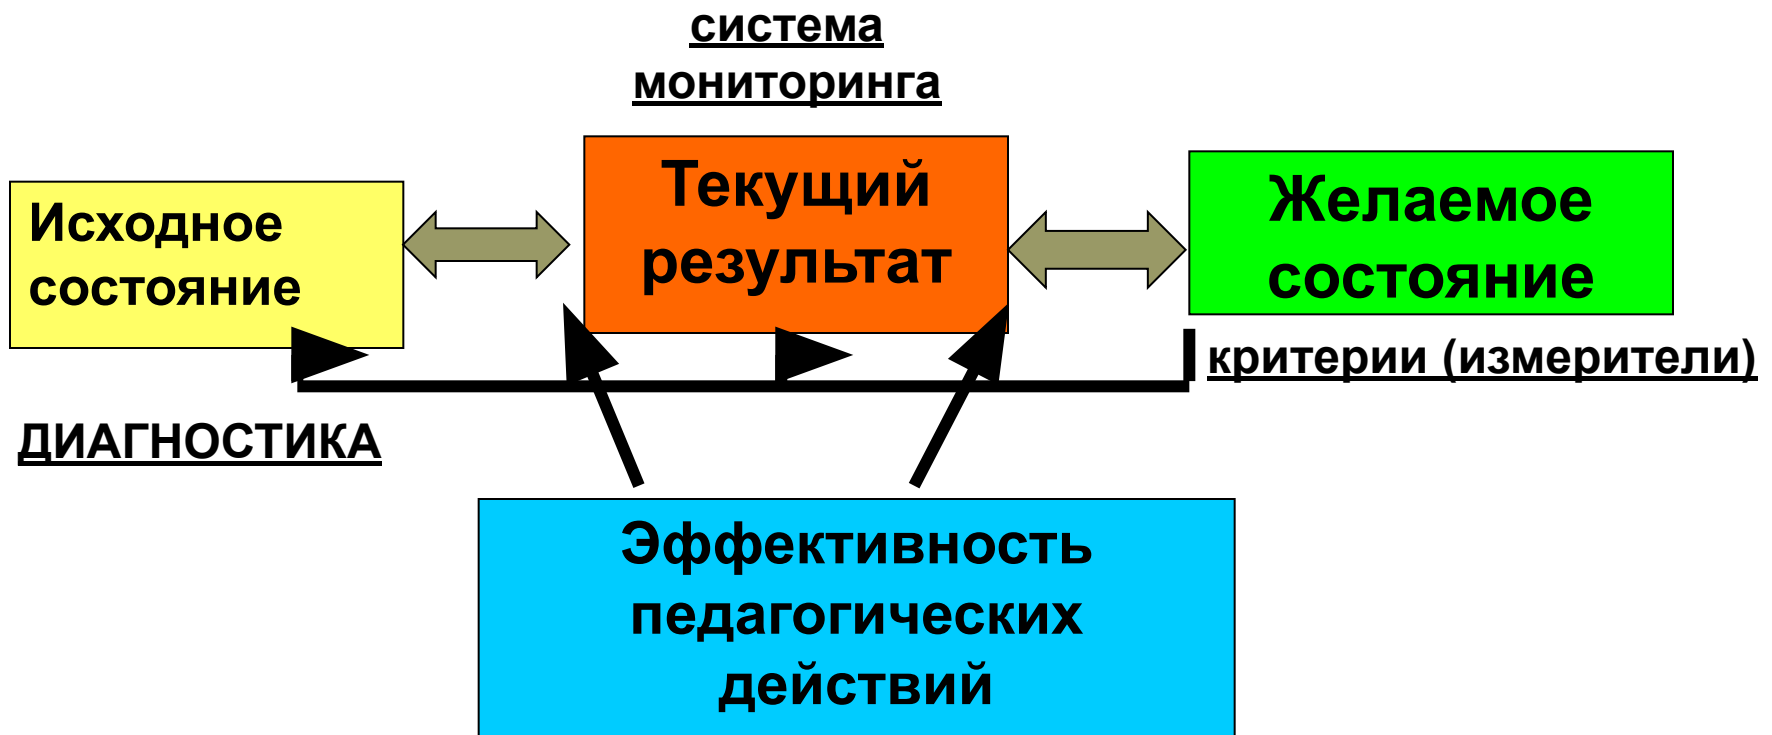 система
мониторинга
Исходное
состояние
Текущий
результат
Желаемое
состояние
критерии (измерители)
ДИАГНОСТИКА
Эффективность
педагогических
действий